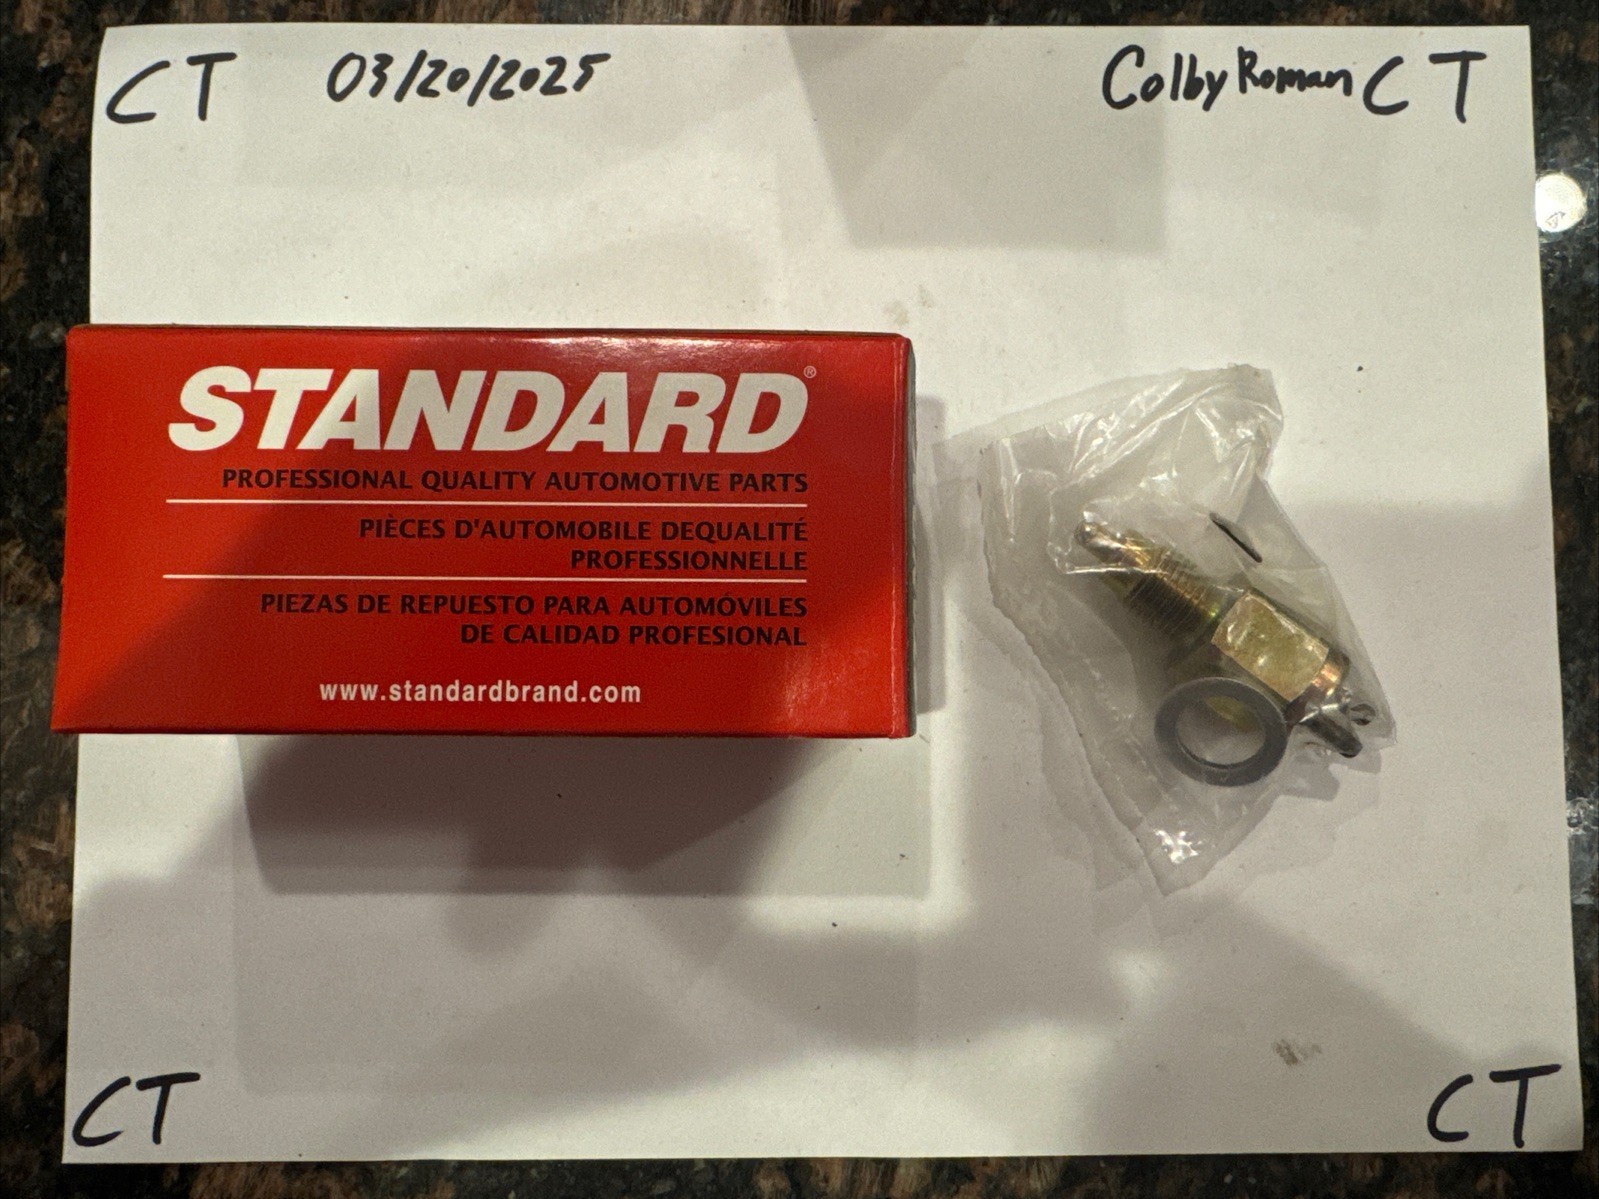 CT 03/20/2025 Colby Roman CT
STANDARD®
PROFESSIONAL QUALITY AUTOMOTIVE PARTS
PIÈCES D'AUTOMOBILE DEQUALITÉ
PROFESSIONNELLE
PIEZAS DE REPUESTO PARA AUTOMÓVILES
DE CALIDAD PROFESIONAL
www.standardbrand.com
CT CT